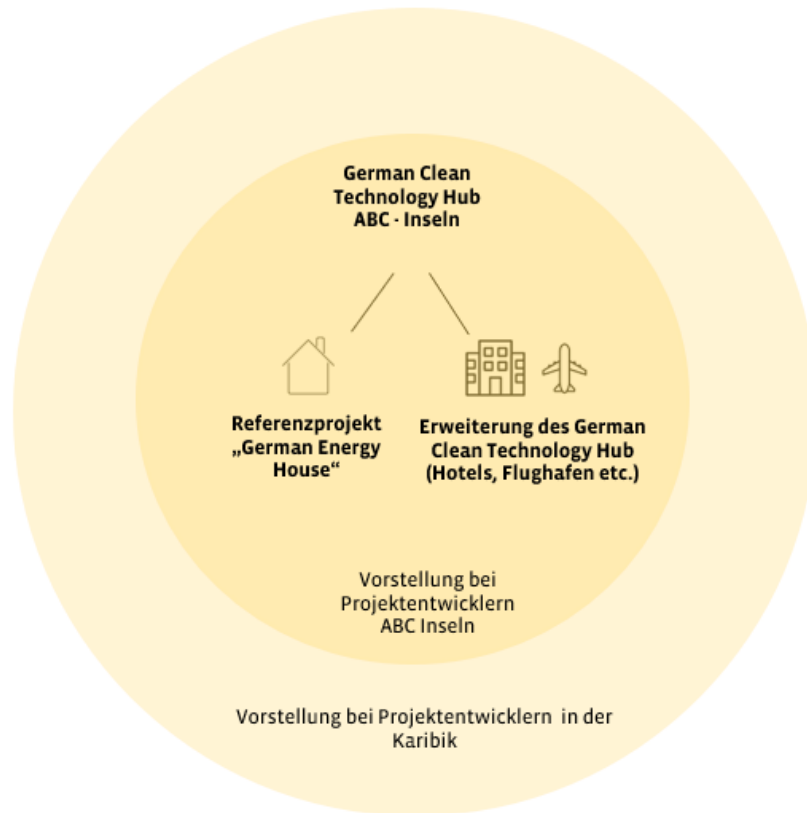 German Clean
Technology Hub
ABC - Inseln
Referenzprojekt
„German Energy
House“
Erweiterung des German
Clean Technology Hub
(Hotels, Flughafen etc.)
Vorstellung bei
Projektentwicklern
ABC Inseln
Vorstellung bei Projektentwicklern in der
Karibik